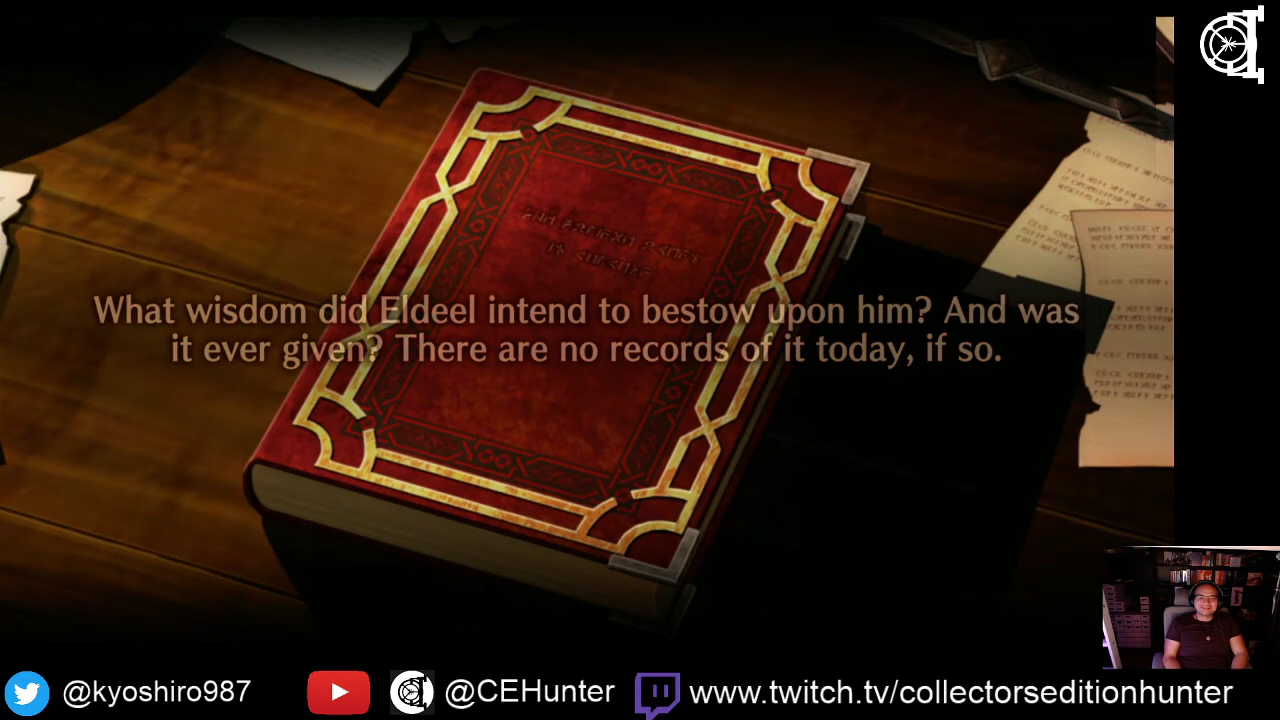 What wisdom did Eldeel intend to bestow upon him? And was
it ever given? There are no records of it today, if so.
@kyoshiro987
@CEHunter
www.twitch.tv/collectorseditionhunter